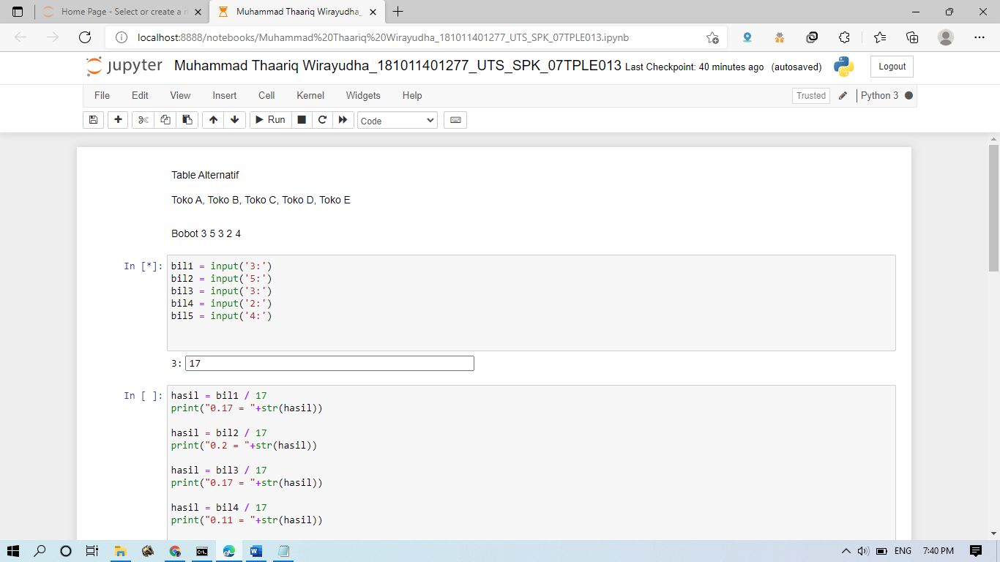 Home Page - Select or create a n
Muhammad Thaariq Wirayudha_
localhost:8888/notebooks/Muhammad%20Thaariq%20Wirayudha_181011401277_UTS_SPK_07TPLE013.ipynb
jupyter Muhammad Thaariq Wirayudha_181011401277_UTS_SPK_07TPLE013 Last Checkpoint: 40 minutes ago (autosaved) Logout
File Edit View Insert Cell Kernel Widgets Help Trusted Python 3
Run Code
Table Alternatif
Toko A, Toko B, Toko C, Toko D, Toko E
Bobot 3 5 3 2 4
In [*]: bil1 = input('3:')
bil2 = input('5:')
bil3 = input('3:')
bil4 = input('2:')
bil5 = input('4:')
3: 17
In [ ]: hasil = bil1 / 17
print("0.17 = "+str(hasil))
hasil = bil2 / 17
print("0.2 = "+str(hasil))
hasil = bil3 / 17
print("0.17 = "+str(hasil))
hasil = bil4 / 17
print("0.11 = "+str(hasil))
ENG 7:40 PM